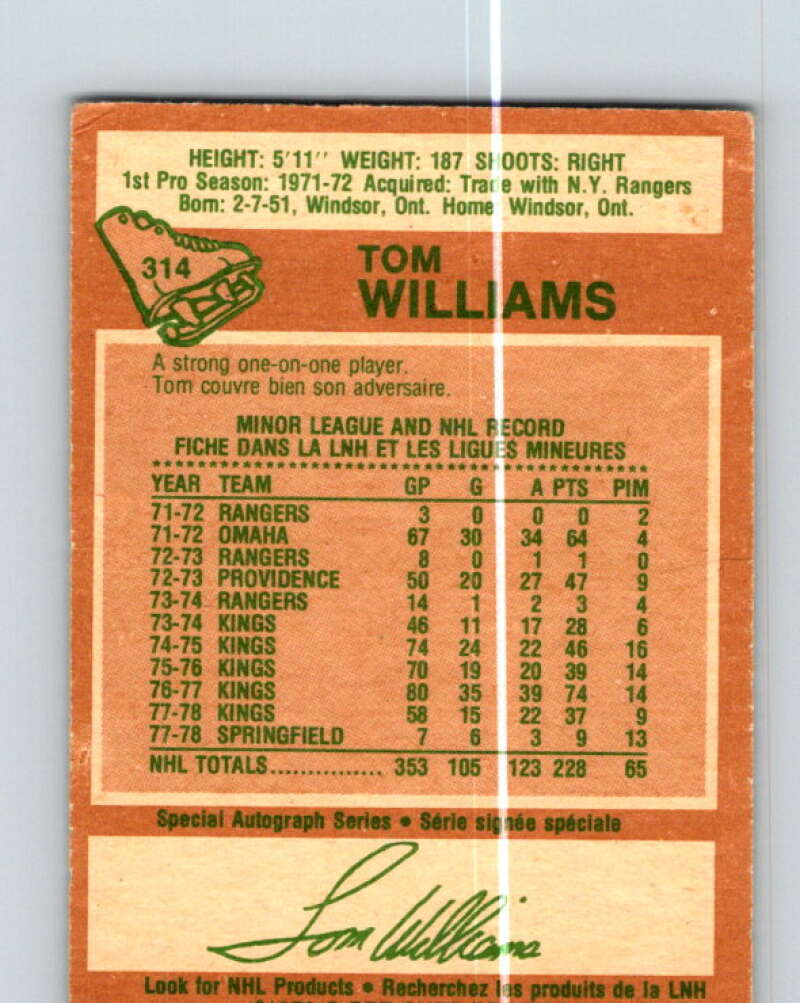 HEIGHT: 5'11" WEIGHT: 187 SHOOTS: RIGHT
1st Pro Season: 1971-72 Acquired: Trade with N.Y. Rangers
Born: 2-7-51, Windsor, Ont. Home: Windsor, Ont.
314
TOM
WILLIAMS
A strong one-on-one player.
Tom couvre bien son adversaire.
MINOR LEAGUE AND NHL RECORD
FICHE DANS LA LNH ET LES LIGUES MINEURES
YEAR TEAM GP G A PTS PIM
71-72 RANGERS 3 0 0 0 2
71-72 OMAHA 67 30 34 64 4
72-73 RANGERS 8 0 1 1 0
72-73 PROVIDENCE 50 20 27 47 9
73-74 RANGERS 14 1 2 3 4
73-74 KINGS 46 11 17 28 6
74-75 KINGS 74 24 22 46 16
75-76 KINGS 70 19 20 39 14
76-77 KINGS 80 35 39 74 14
77-78 KINGS 58 15 22 37 9
77-78 SPRINGFIELD 7 6 3 9 13
NHL TOTALS................ 353 105 123 228 65
Special Autograph Series • Série signée spéciale
Tom Williams
Look for NHL Products • Recherchez les produits de la LNH